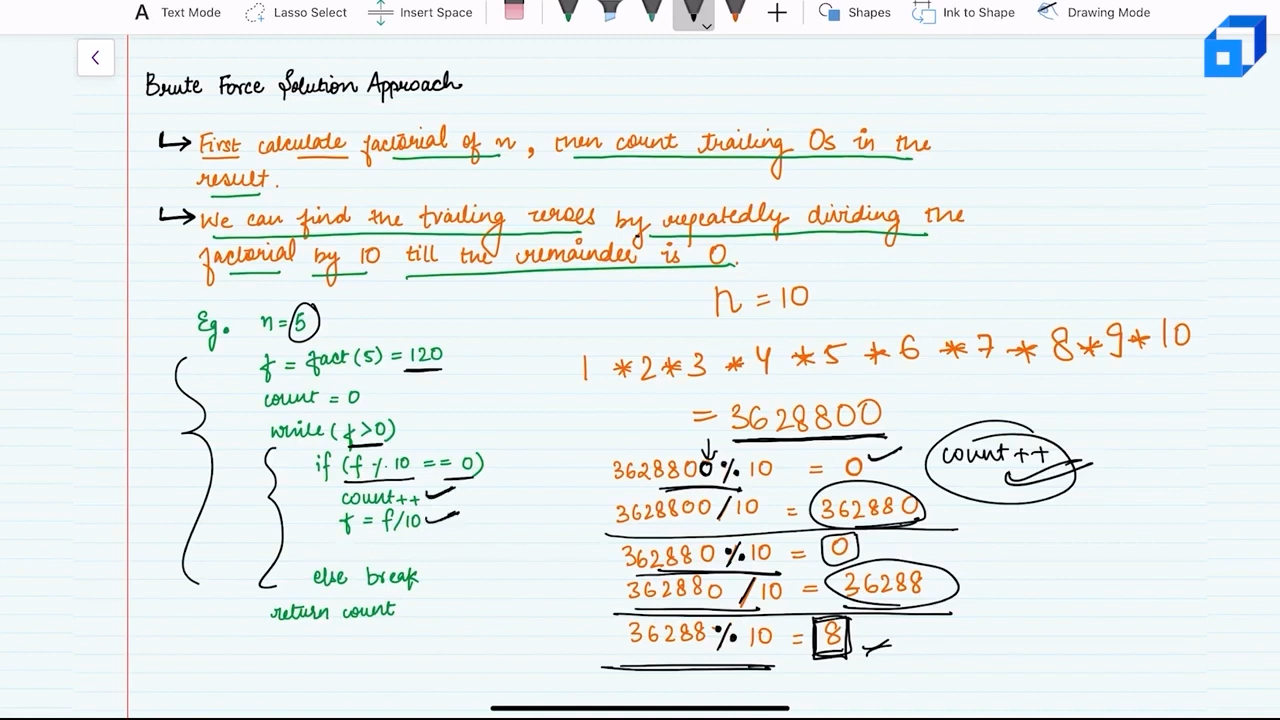 A Text Mode Lasso Select Insert Space Shapes Ink to Shape Drawing Mode
Brute Force Solution Approach
First calculate factorial of n, then count trailing 0s in the
result.
We can find the trailing zeroes by repeatedly dividing the
factorial by 10 till the remainder is 0.
Eg. n=5
f = fact(5) = 120
count = 0
while (f>0)
if (f % 10 == 0)
count++
f = f/10
else break
return count
n = 10
1 * 2 * 3 * 4 * 5 * 6 * 7 * 8 * 9 * 10
= 3628800
3628800 % 10 = 0
count ++
3628800 / 10 = 362880
362880 % 10 = 0
362880 / 10 = 36288
36288 % 10 = 8